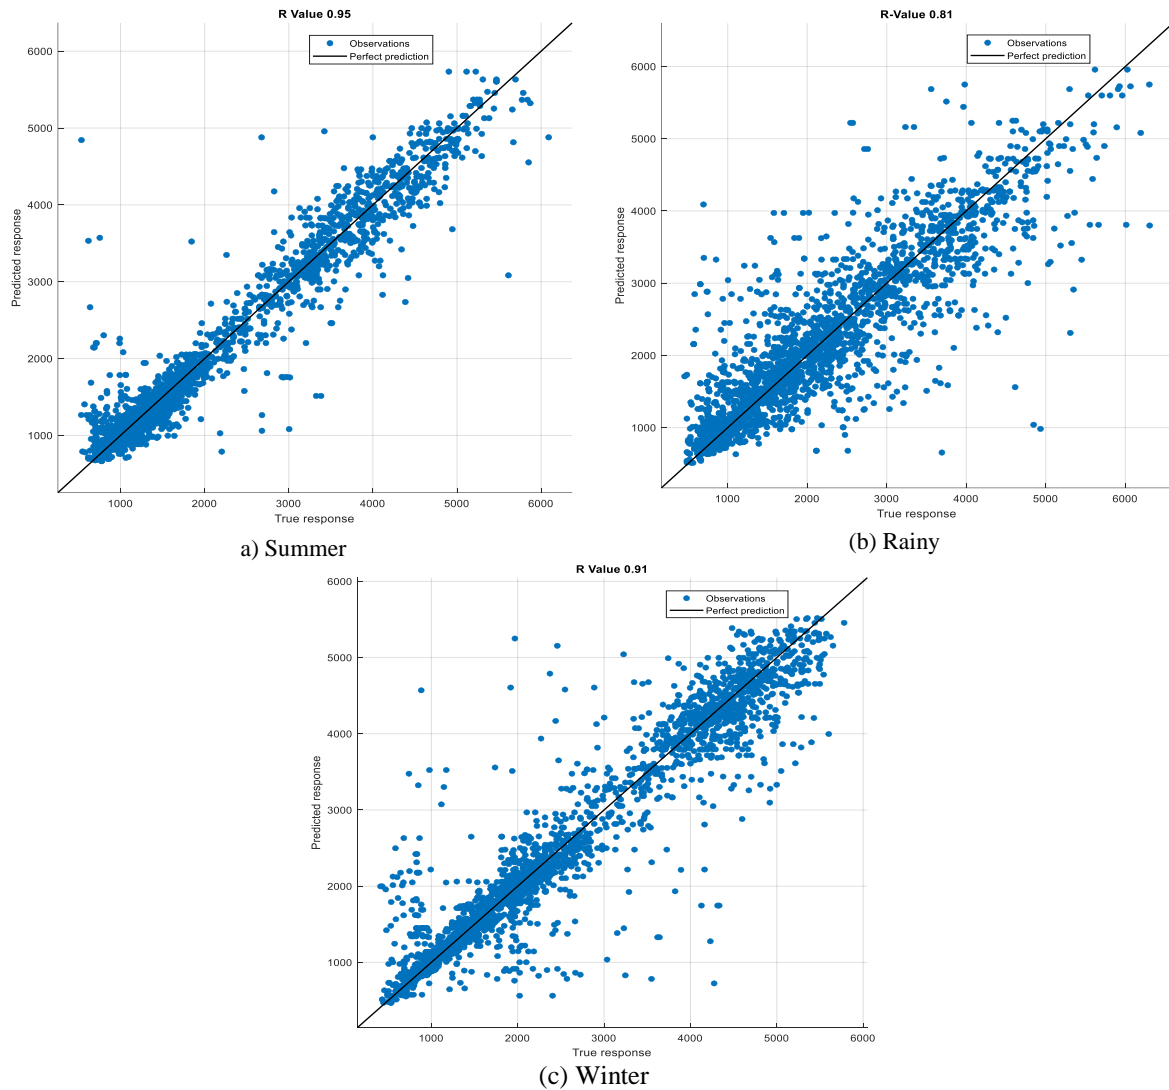 R Value 0.95
Observations
Perfect prediction
6000
5000
4000
3000
2000
1000
Predicted response
1000 2000 3000 4000 5000 6000
True response
a) Summer
R-Value 0.81
Observations
Perfect prediction
6000
5000
4000
3000
2000
1000
Predicted response
1000 2000 3000 4000 5000 6000
True response
(b) Rainy
R Value 0.91
Observations
Perfect prediction
6000
5000
4000
3000
2000
1000
Predicted response
1000 2000 3000 4000 5000 6000
True response
(c) Winter